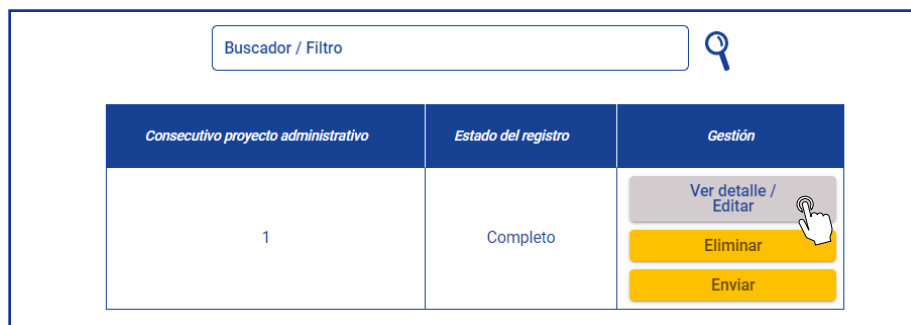 Buscador / Filtro
Consecutivo proyecto administrativo Estado del registro Gestión
Ver detalle /
Editar
1 Completo
Eliminar
Enviar